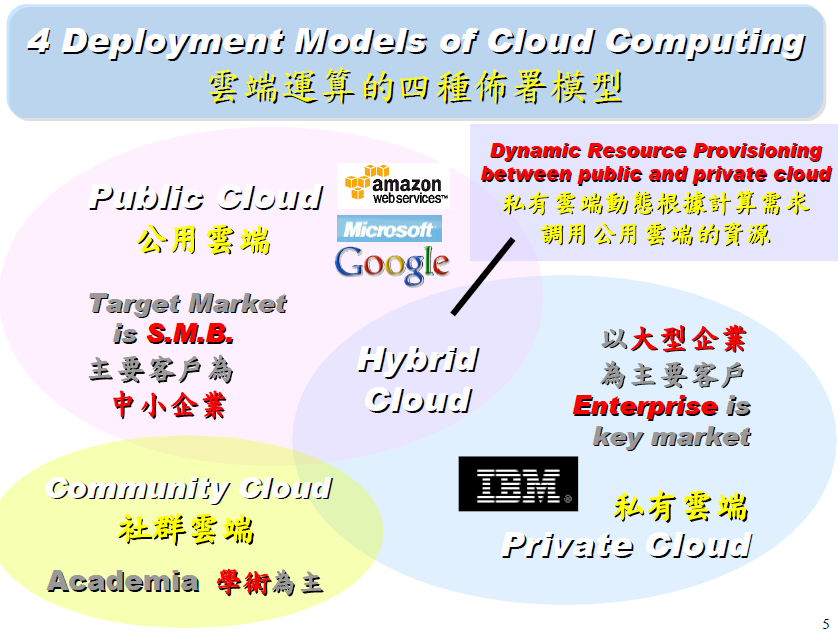 4 Deployment Models of Cloud Computing
雲端運算的四種佈署模型
Dynamic Resource Provisioning
between public and private cloud
私有雲端動態根據計算需求
調用公用雲端的資源
Public Cloud
公用雲端
amazon
web services™
Microsoft
Google
Target Market
is S.M.B.
主要客戶為
中小企業
Hybrid
Cloud
以大型企業
為主要客戶
Enterprise is
key market
IBM®
私有雲端
Private Cloud
Community Cloud
社群雲端
Academia 學術為主
5